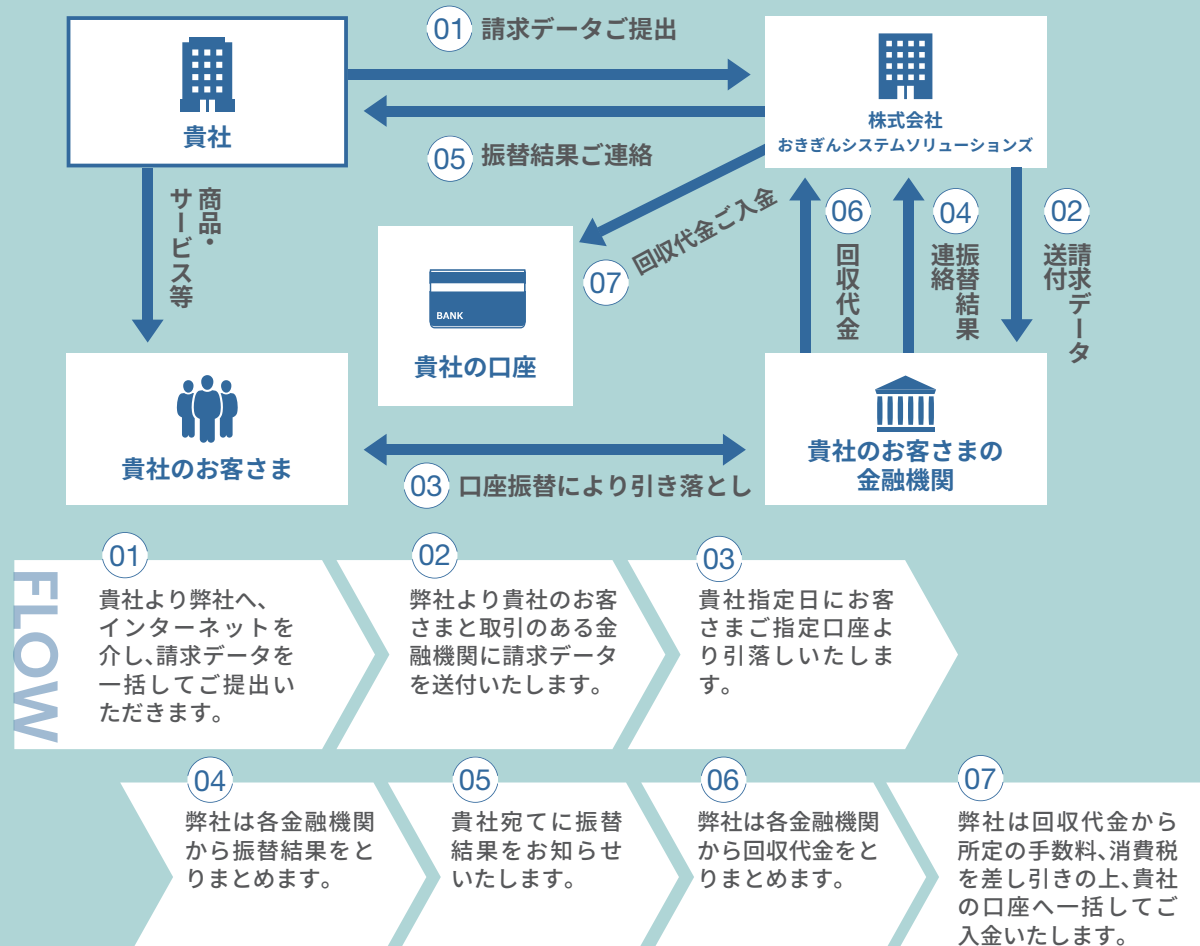 01 請求データご提出
貴社
株式会社
おきぎんシステムソリューションズ
05 振替結果ご連絡
商品・
サービス等
07 回収代金ご入金
06
回収代金
04
振替結果
連絡
02
請求データ
送付
BANK
貴社の口座
貴社のお客さま
03 口座振替により引き落とし
貴社のお客さまの
金融機関
FLOW
01
貴社より弊社へ、
インターネットを
介し、請求データを
一括してご提出い
ただきます。
02
弊社より貴社のお客
さまと取引のある金
融機関に請求データ
を送付いたします。
03
貴社指定日にお客
さまご指定口座よ
り引落しいたしま
す。
04
弊社は各金融機関
から振替結果をと
りまとめます。
05
貴社宛てに振替
結果をお知らせ
いたします。
06
弊社は各金融機関
から回収代金をと
りまとめます。
07
弊社は回収代金から
所定の手数料、消費税
を差し引きの上、貴社
の口座へ一括してご
入金いたします。